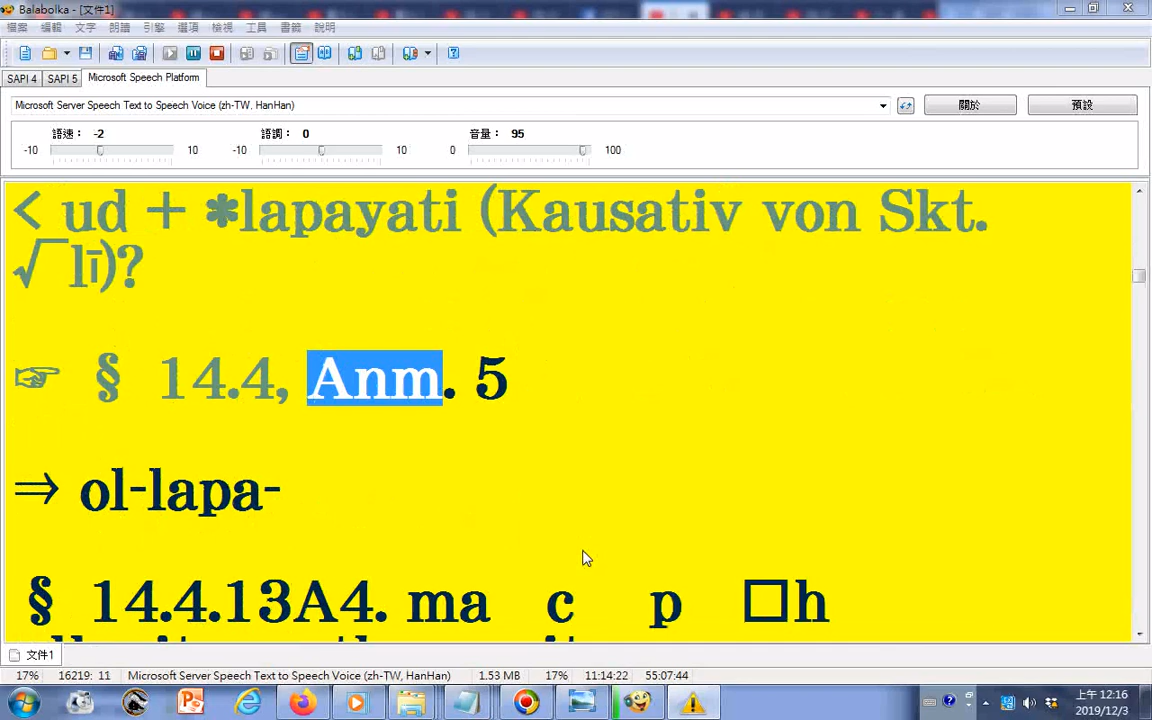 Balabolka - [文件1]
檔案 編輯 文字 朗讀 引擎 選項 檢視 工具 書籤 說明
SAPI 4 SAPI 5 Microsoft Speech Platform
Microsoft Server Speech Text to Speech Voice (zh-TW, HanHan) 關於 預設
語速： -2 語調： 0 音量： 95
-10 10 -10 10 0 100
< ud + *lapayati (Kausativ von Skt.
√lī)?
☞ § 14.4, Anm. 5
⇒ ol-lapa-
§ 14.4.13A4. ma c p □h
文件1
17% 16219: 11 Microsoft Server Speech Text to Speech Voice (zh-TW, HanHan) 1.53 MB 17% 11:14:22 55:07:44
上午 12:16
2019/12/3